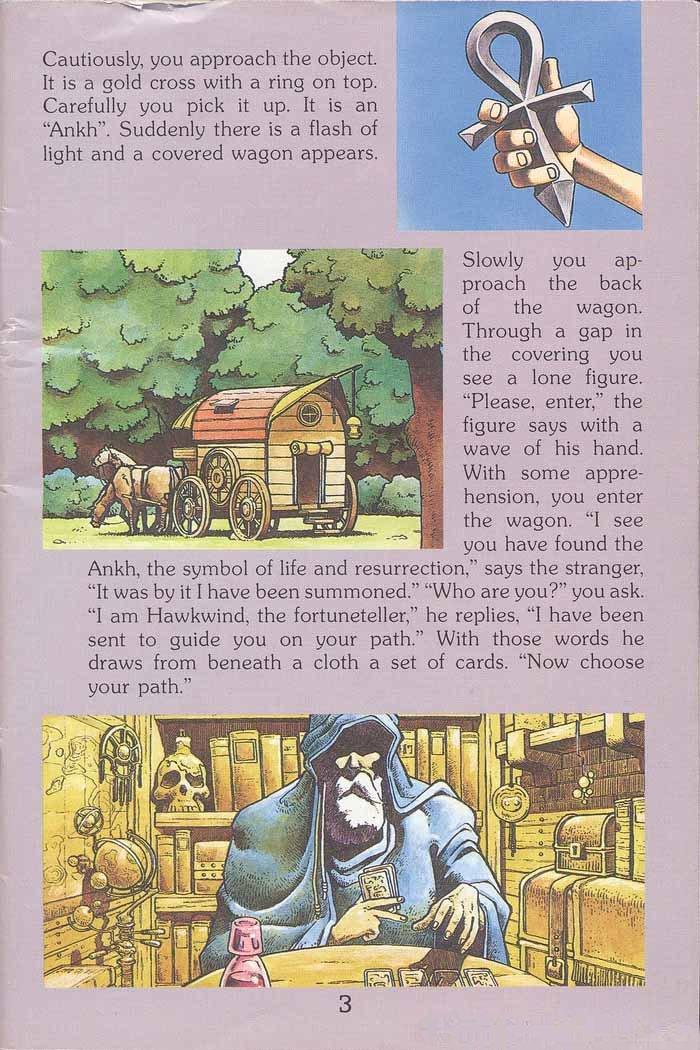 Cautiously, you approach the object.
It is a gold cross with a ring on top.
Carefully you pick it up. It is an
“Ankh”. Suddenly there is a flash of
light and a covered wagon appears.
Slowly you ap-
proach the back
of the wagon.
Through a gap in
the covering you
see a lone figure.
“Please, enter,” the
figure says with a
wave of his hand.
With some appre-
hension, you enter
the wagon. “I see
you have found the
Ankh, the symbol of life and resurrection,” says the stranger,
“It was by it I have been summoned.” “Who are you?” you ask.
“I am Hawkwind, the fortuneteller,” he replies, “I have been
sent to guide you on your path.” With those words he
draws from beneath a cloth a set of cards. “Now choose
your path.”
3